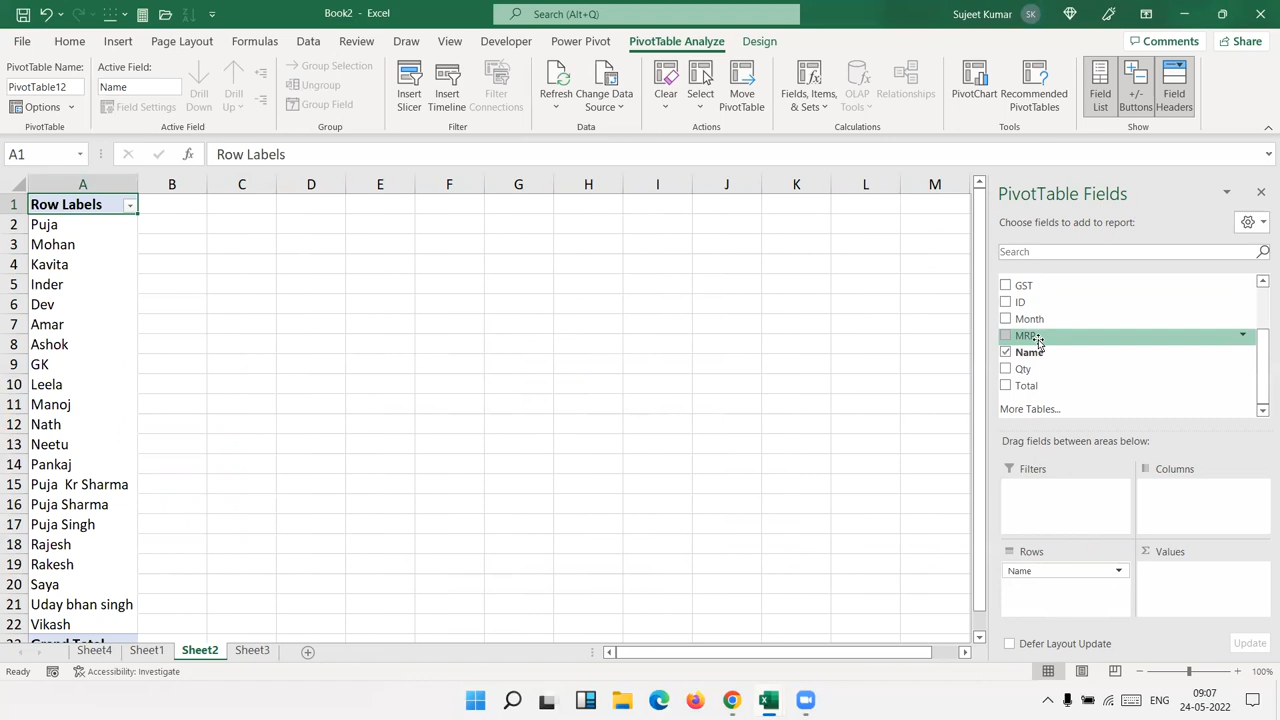 Book2 - Excel
Search (Alt+Q)
Sujeet Kumar
SK
File
Home
Insert
Page Layout
Formulas
Data
Review
View
Developer
Power Pivot
PivotTable Analyze
Design
Comments
Share
PivotTable Name:
PivotTable12
Options
PivotTable
Active Field:
Name
Field Settings
Drill Down
Drill Up
Active Field
Group Selection
Ungroup
Group Field
Group
Insert Slicer
Insert Timeline
Filter Connections
Filter
Refresh
Change Data Source
Data
Clear
Select
Move PivotTable
Actions
Fields, Items, & Sets
OLAP Tools
Relationships
Calculations
PivotChart
Recommended PivotTables
Tools
Field List
+/- Buttons
Field Headers
Show
A1
Row Labels
A B C D E F G H I J K L M
1 Row Labels
2 Puja
3 Mohan
4 Kavita
5 Inder
6 Dev
7 Amar
8 Ashok
9 GK
10 Leela
11 Manoj
12 Nath
13 Neetu
14 Pankaj
15 Puja  Kr Sharma
16 Puja Sharma
17 Puja Singh
18 Rajesh
19 Rakesh
20 Saya
21 Uday bhan singh
22 Vikash
23 Grand Total
PivotTable Fields
Choose fields to add to report:
Search
GST
ID
Month
MRP
Name
Qty
Total
More Tables...
Drag fields between areas below:
Filters
Columns
Rows
Values
Name
Defer Layout Update
Update
Sheet4
Sheet1
Sheet2
Sheet3
Ready
Accessibility: Investigate
100%
ENG
09:07
24-05-2022